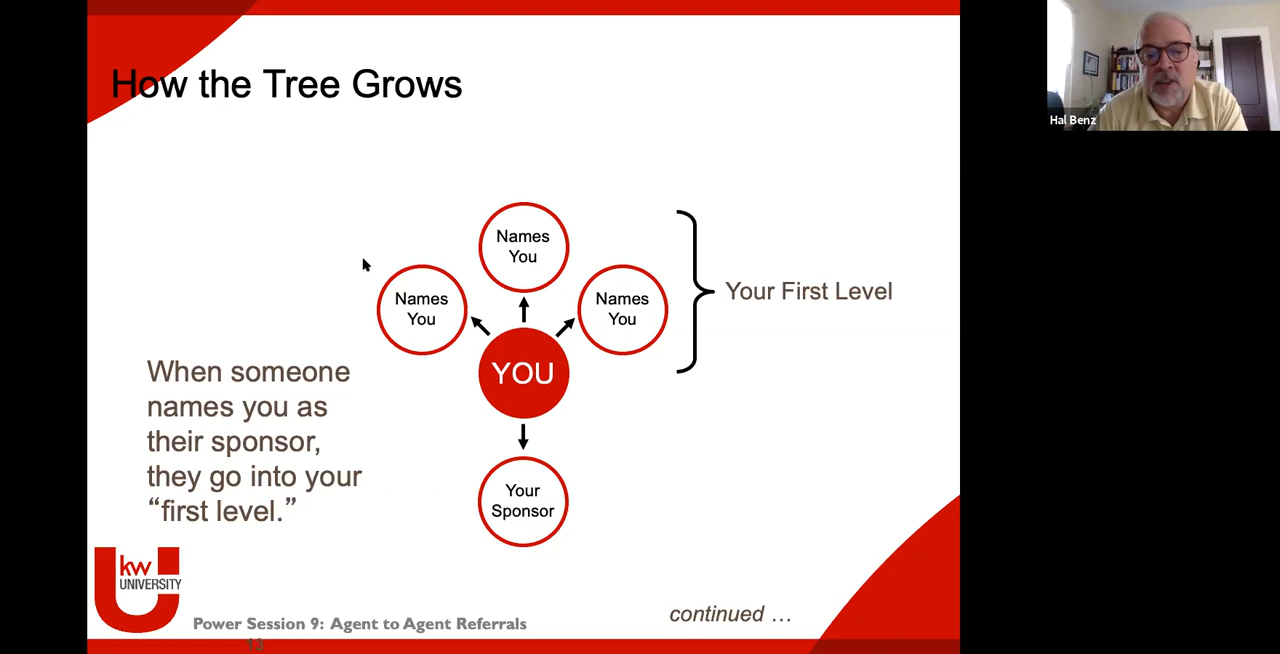 How the Tree Grows
Hal Benz
Names
You
Names
You
Names
You
Your First Level
YOU
When someone
names you as
their sponsor,
they go into your
“first level.”
Your
Sponsor
kw
UNIVERSITY
continued ...
Power Session 9: Agent to Agent Referrals
13